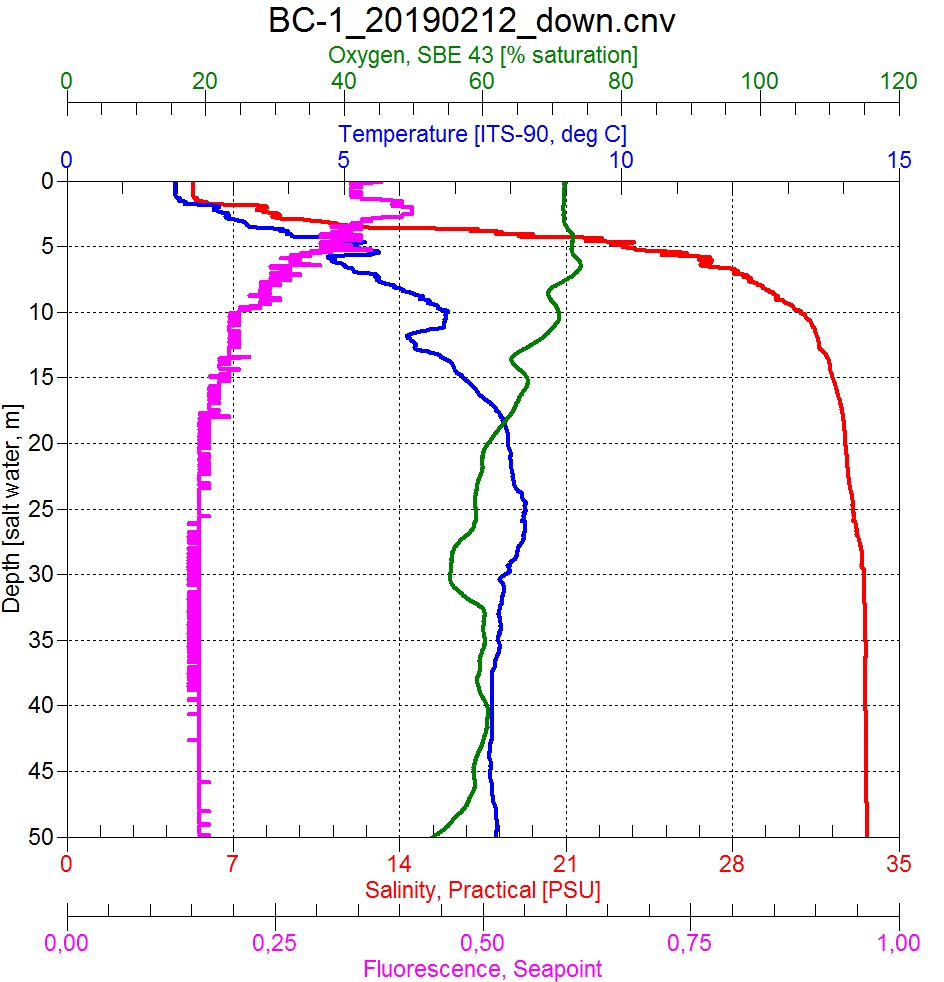 BC-1_20190212_down.cnv
Oxygen, SBE 43 [% saturation]
0 20 40 60 80 100 120
Temperature [ITS-90, deg C]
0 5 10 15
0
5
10
15
20
25
30
35
40
45
50
Depth [salt water, m]
0 7 14 21 28 35
Salinity, Practical [PSU]
0,00 0,25 0,50 0,75 1,00
Fluorescence, Seapoint